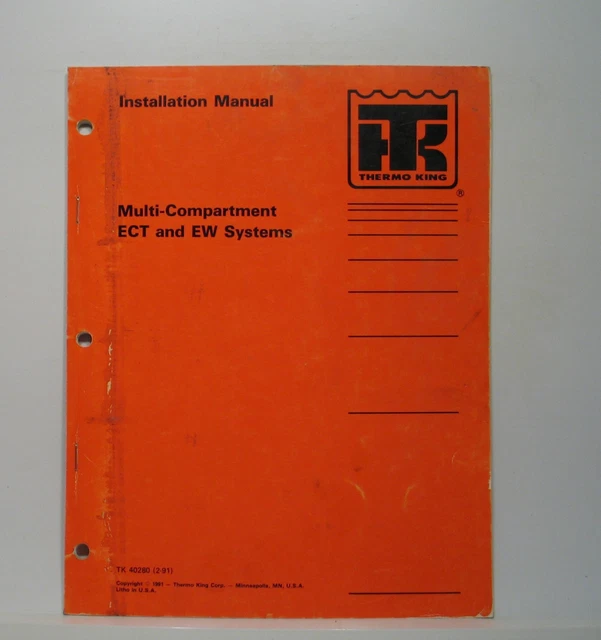 Installation Manual
TK
THERMO KING
®
Multi-Compartment
ECT and EW Systems
TK 40280 (2-91)
Copyright © 1991 – Thermo King Corp. – Minneapolis, MN, U.S.A.
Litho in U.S.A.